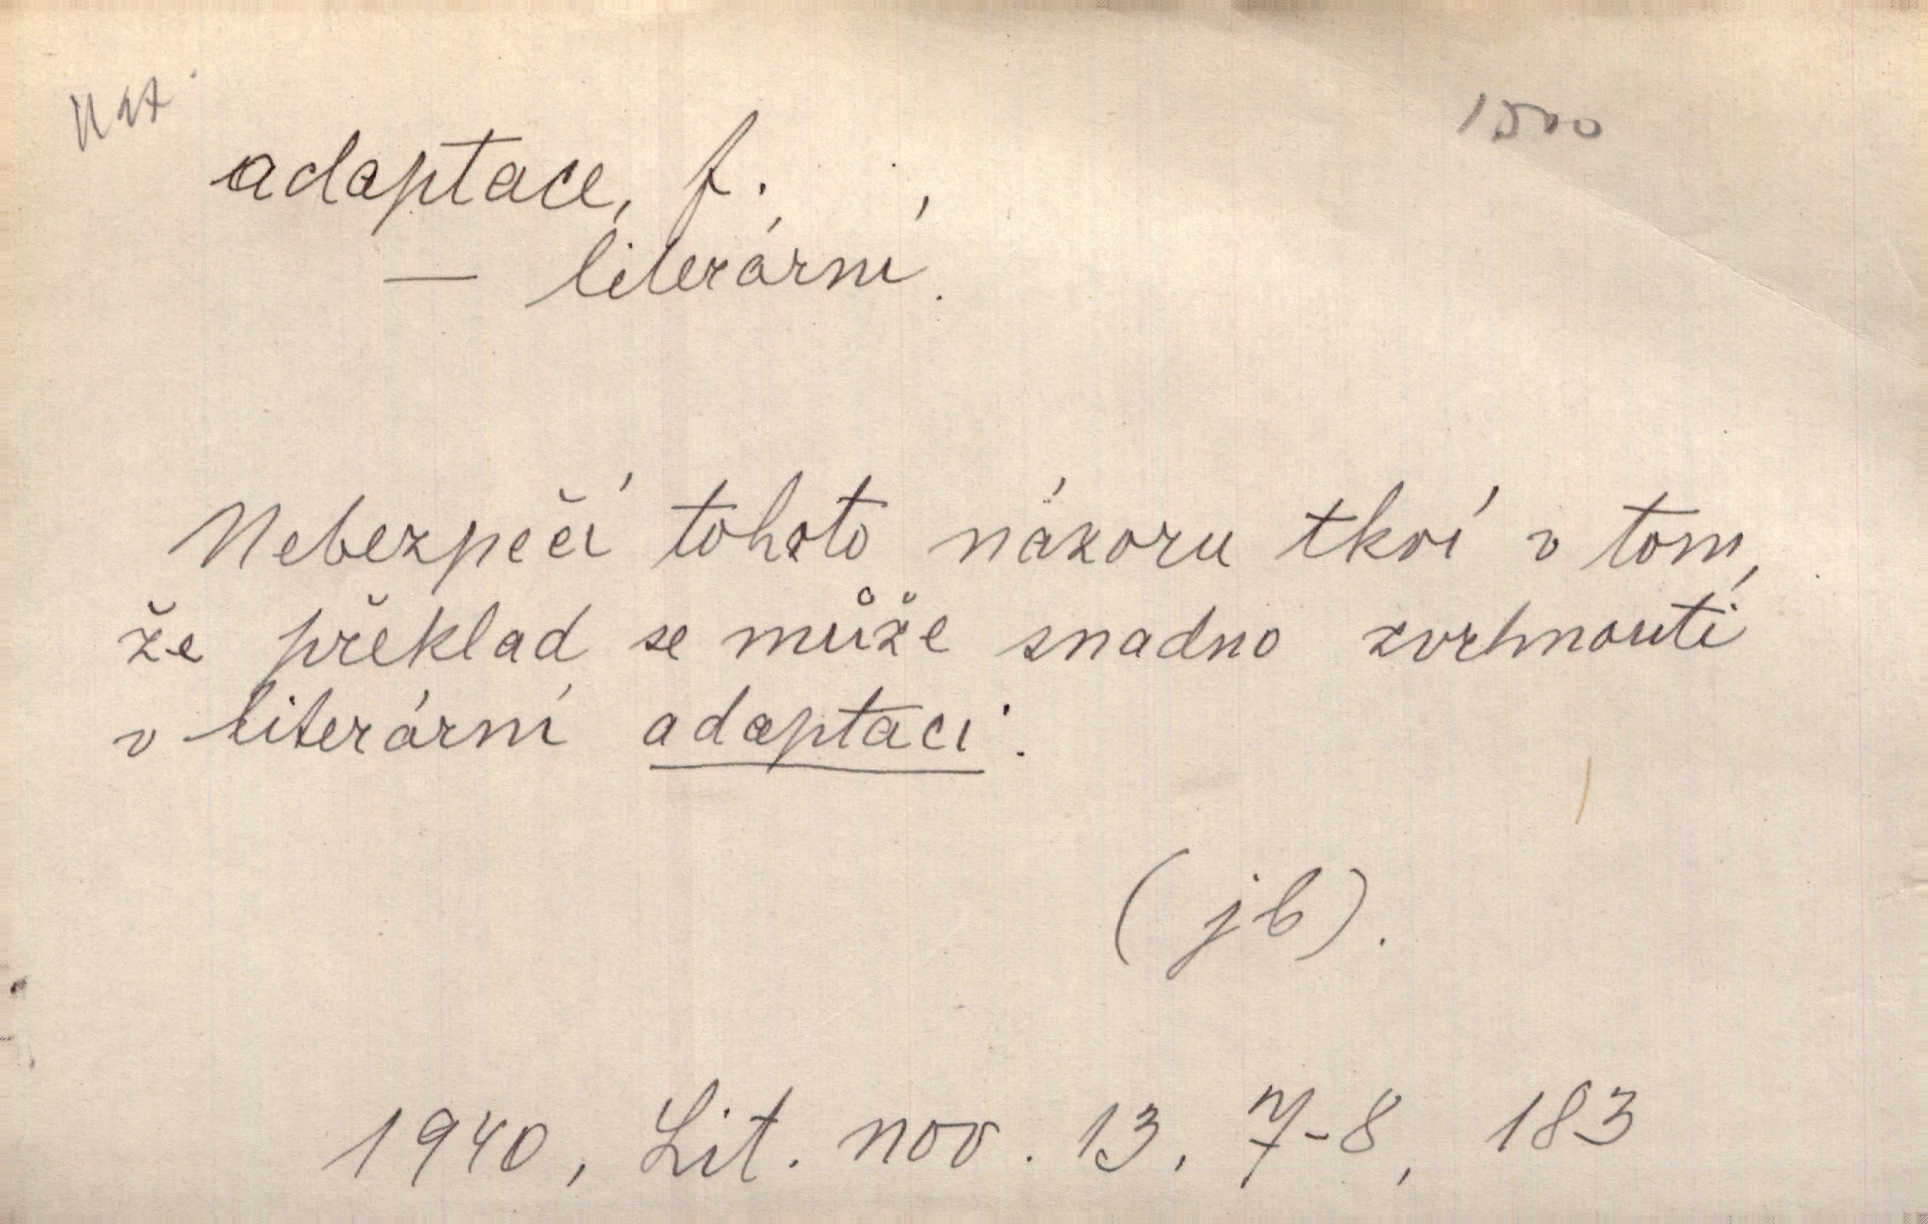 1500
adaptace, f.
— literární.
Nebezpečí tohoto názoru tkví v tom,
že překlad se může snadno zvrhnouti
v literární adaptaci.
(jb).
1940, Lit. nov. 13, 7-8, 183